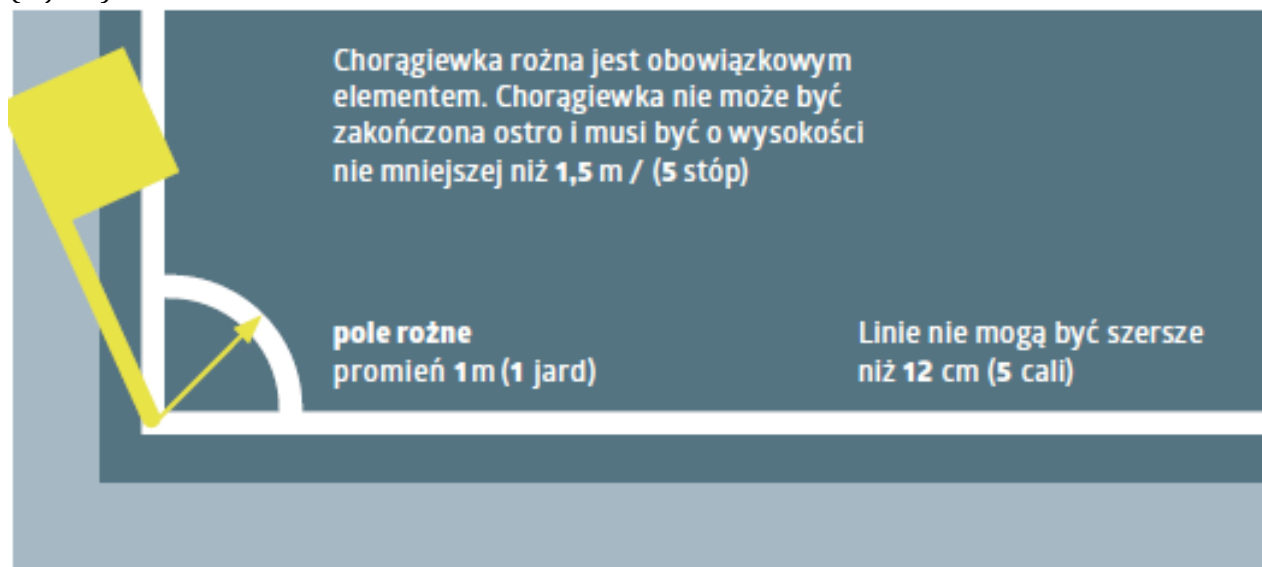 Chorągiewka rożna jest obowiązkowym
elementem. Chorągiewka nie może być
zakończona ostro i musi być o wysokości
nie mniejszej niż 1,5 m / (5 stóp)
pole rożne
promień 1 m (1 jard)
Linie nie mogą być szersze
niż 12 cm (5 cali)